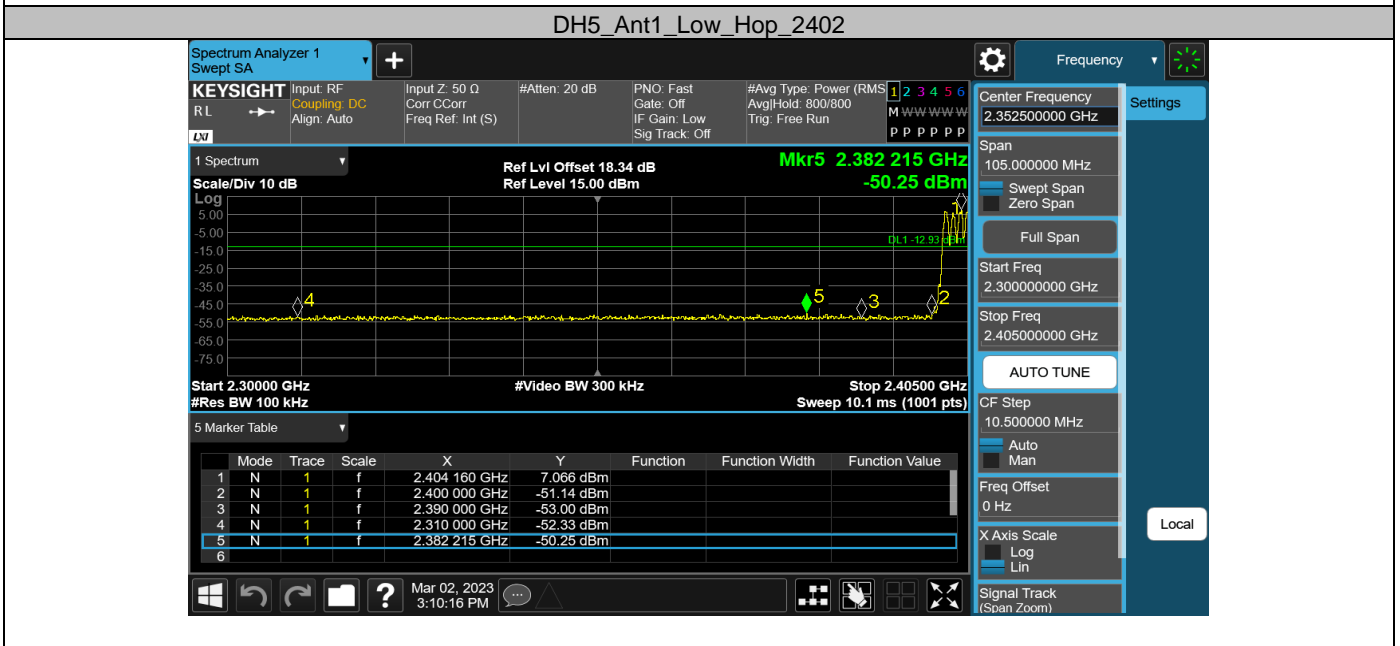 DH5_Ant1_Low_Hop_2402
Spectrum Analyzer 1
Swept SA
Frequency
KEYSIGHT
RL
LXI
Input: RF
Coupling: DC
Align: Auto
Input Z: 50 Ω
Corr CCorr
Freq Ref: Int (S)
#Atten: 20 dB
PNO: Fast
Gate: Off
IF Gain: Low
Sig Track: Off
#Avg Type: Power (RMS
Avg|Hold: 800/800
Trig: Free Run
1 2 3 4 5 6
M W W W W W
P P P P P P
1 Spectrum
Scale/Div 10 dB
Ref Lvl Offset 18.34 dB
Ref Level 15.00 dBm
Mkr5 2.382 215 GHz
-50.25 dBm
Log
5.00
-5.00
-15.0
-25.0
-35.0
-45.0
-55.0
-65.0
-75.0
DL1 -12.93 dBm
4
5
3
2
1
Start 2.30000 GHz
#Video BW 300 kHz
Stop 2.40500 GHz
#Res BW 100 kHz
Sweep 10.1 ms (1001 pts)
5 Marker Table
Mode Trace Scale X Y Function Function Width Function Value
1 N 1 f 2.404 160 GHz 7.066 dBm
2 N 1 f 2.400 000 GHz -51.14 dBm
3 N 1 f 2.390 000 GHz -53.00 dBm
4 N 1 f 2.310 000 GHz -52.33 dBm
5 N 1 f 2.382 215 GHz -50.25 dBm
6
Mar 02, 2023
3:10:16 PM
Center Frequency
2.352500000 GHz
Settings
Span
105.000000 MHz
Swept Span
Zero Span
Full Span
Start Freq
2.300000000 GHz
Stop Freq
2.405000000 GHz
AUTO TUNE
CF Step
10.500000 MHz
Auto
Man
Freq Offset
0 Hz
Local
X Axis Scale
Log
Lin
Signal Track
(Span Zoom)